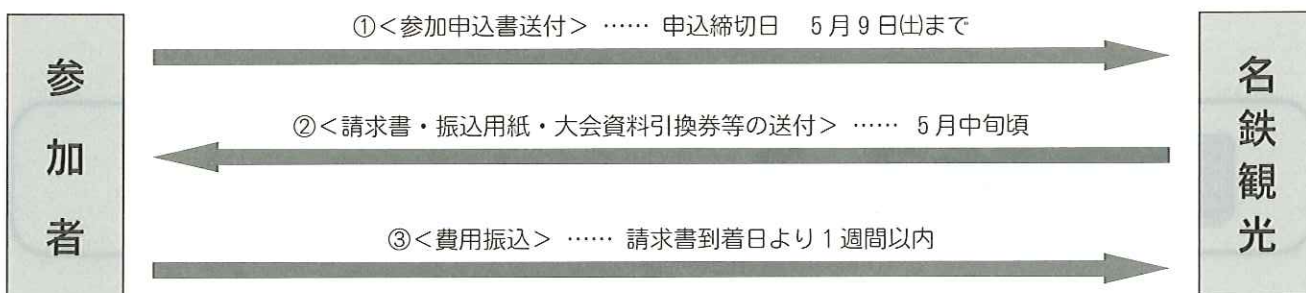 参加者
①＜参加申込書送付＞ …… 申込締切日　5月9日㈯まで
②＜請求書・振込用紙・大会資料引換券等の送付＞ …… 5月中旬頃
③＜費用振込＞ …… 請求書到着日より1週間以内
名鉄観光